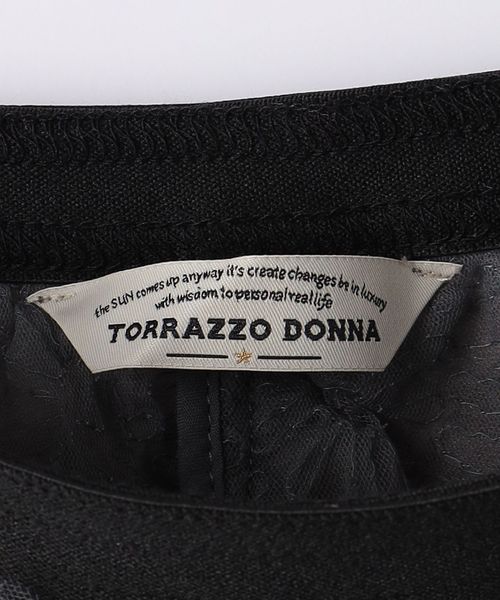 the SUN comes up anyway it's create changes be in luxury
with wisdom to personal real life
TORRAZZO DONNA